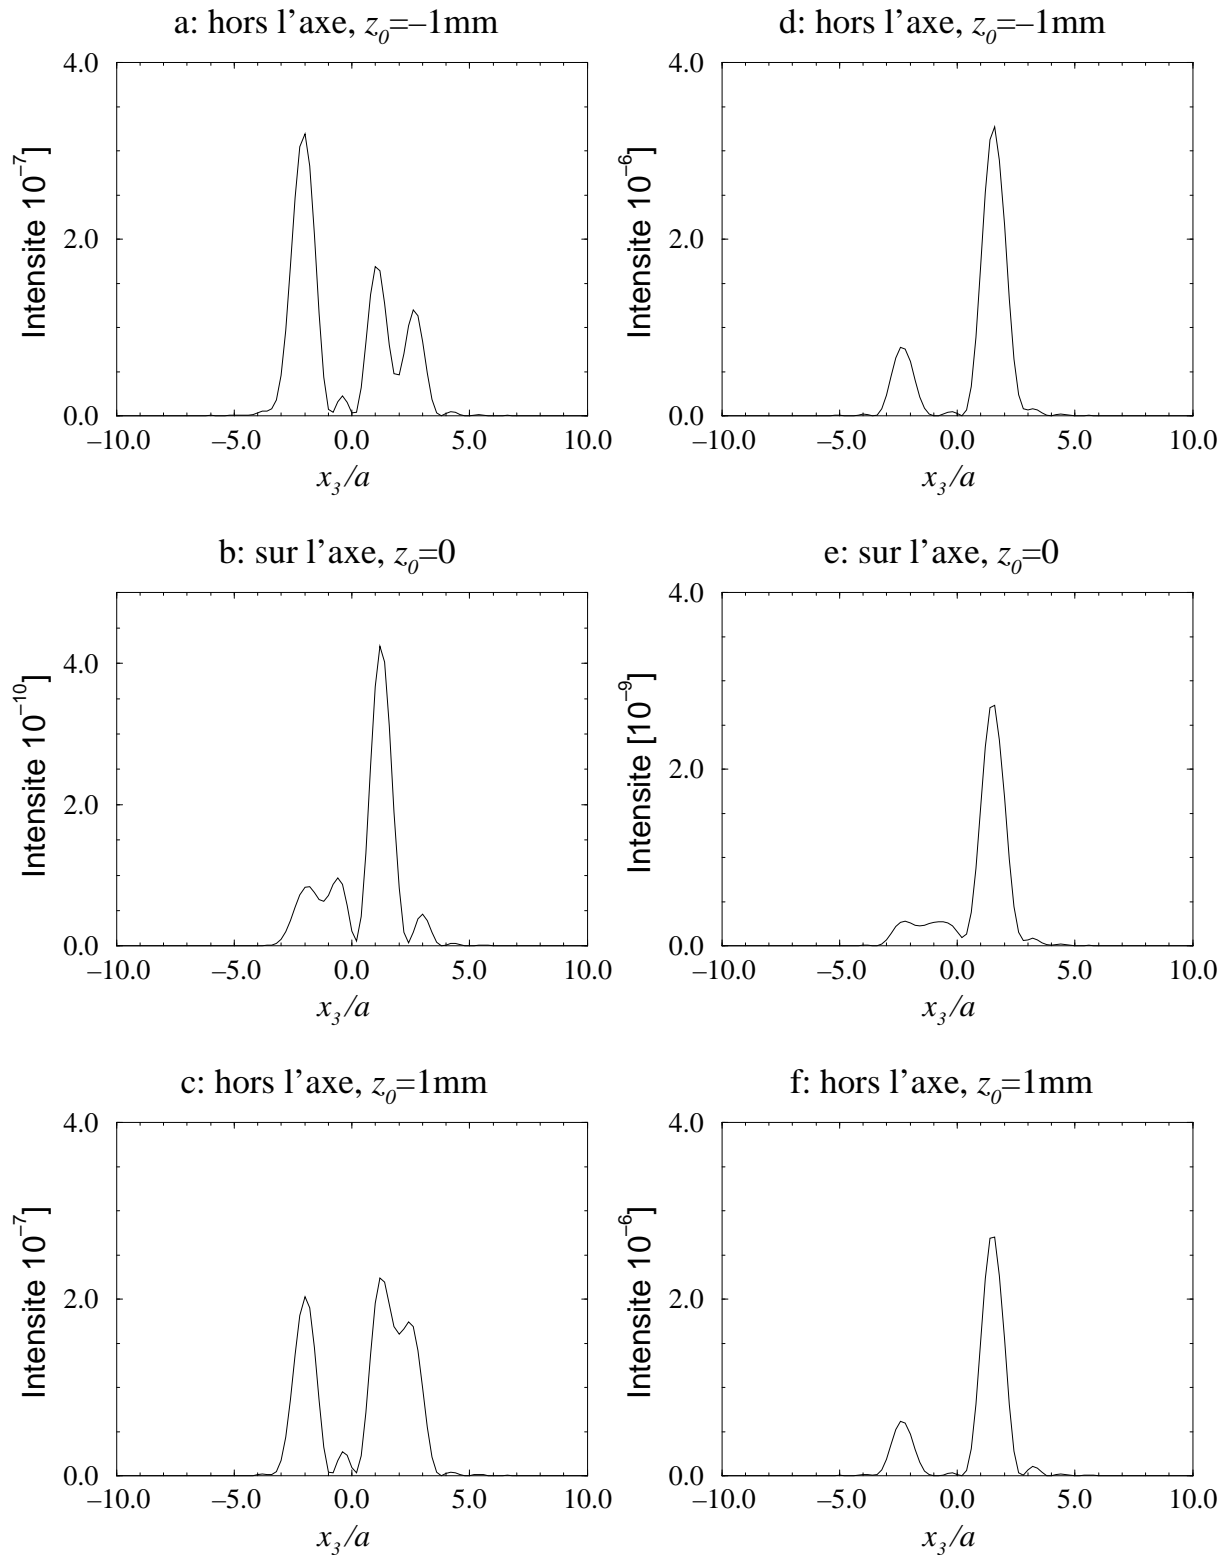 a: hors l’axe, z0=–1mm
4.0
2.0
0.0
Intensite 10–7]
–10.0 –5.0 0.0 5.0 10.0
x3/a
d: hors l’axe, z0=–1mm
4.0
2.0
0.0
Intensite 10–6]
–10.0 –5.0 0.0 5.0 10.0
x3/a
b: sur l’axe, z0=0
4.0
2.0
0.0
Intensite 10–10]
–10.0 –5.0 0.0 5.0 10.0
x3/a
e: sur l’axe, z0=0
4.0
2.0
0.0
Intensite [10–9]
–10.0 –5.0 0.0 5.0 10.0
x3/a
c: hors l’axe, z0=1mm
4.0
2.0
0.0
Intensite 10–7]
–10.0 –5.0 0.0 5.0 10.0
x3/a
f: hors l’axe, z0=1mm
4.0
2.0
0.0
Intensite 10–6]
–10.0 –5.0 0.0 5.0 10.0
x3/a